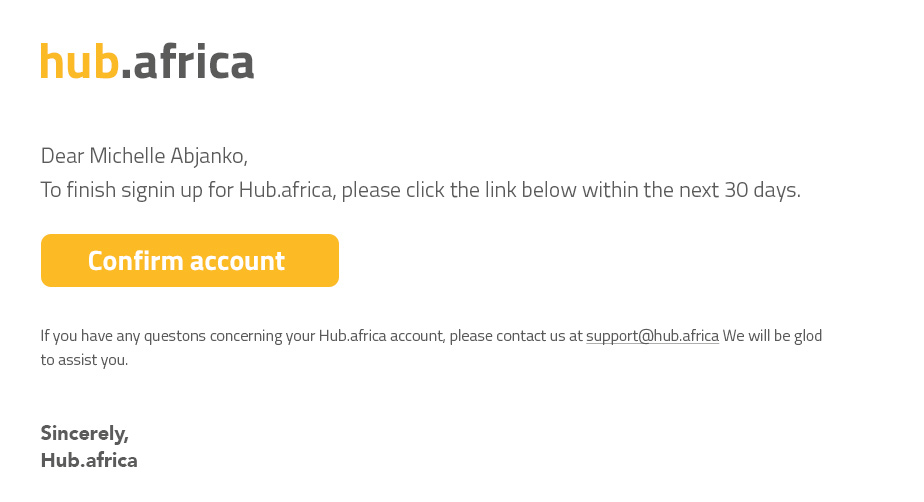 hub.africa
Dear Michelle Abjanko,
To finish signin up for Hub.africa, please click the link below within the next 30 days.
Confirm account
If you have any questons concerning your Hub.africa account, please contact us at support@hub.africa We will be glod
to assist you.
Sincerely,
Hub.africa